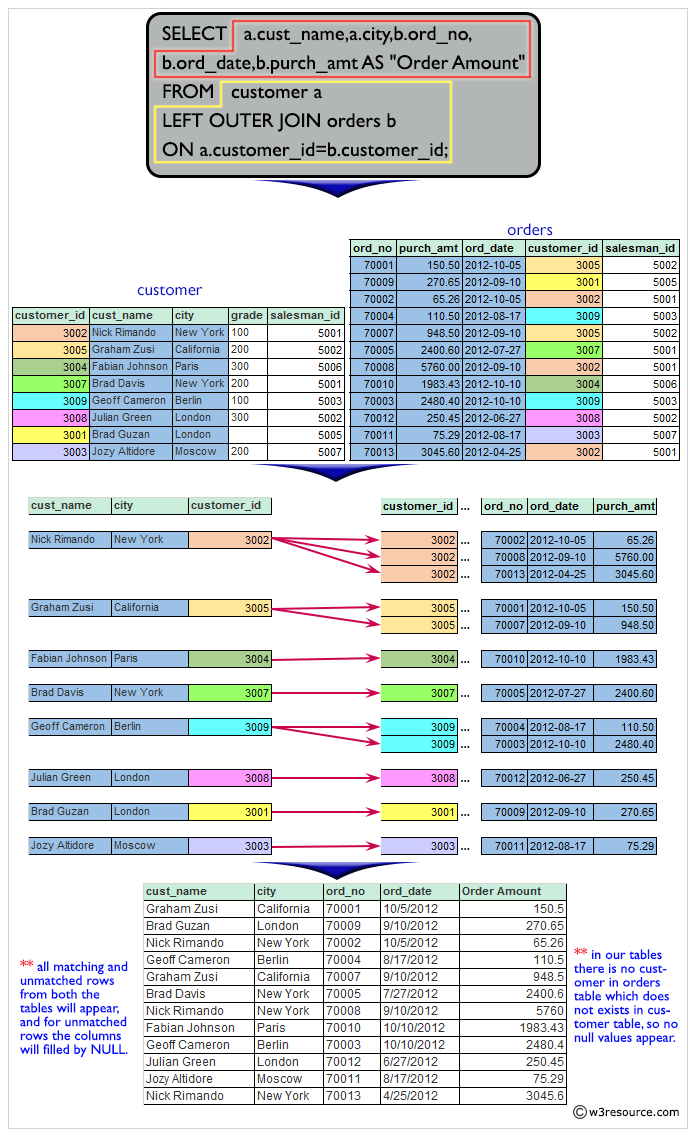 SELECT a.cust_name,a.city,b.ord_no,
b.ord_date,b.purch_amt AS "Order Amount"
FROM customer a
LEFT OUTER JOIN orders b
ON a.customer_id=b.customer_id;
orders
ord_no purch_amt ord_date customer_id salesman_id
70001 150.50 2012-10-05 3005 5002
70009 270.65 2012-09-10 3001 5005
70002 65.26 2012-10-05 3002 5001
70004 110.50 2012-08-17 3009 5003
70007 948.50 2012-09-10 3005 5002
70005 2400.60 2012-07-27 3007 5001
70008 5760.00 2012-09-10 3002 5001
70010 1983.43 2012-10-10 3004 5006
70003 2480.40 2012-10-10 3009 5003
70012 250.45 2012-06-27 3008 5002
70011 75.29 2012-08-17 3003 5007
70013 3045.60 2012-04-25 3002 5001
customer
customer_id cust_name city grade salesman_id
3002 Nick Rimando New York 100 5001
3005 Graham Zusi California 200 5002
3004 Fabian Johnson Paris 300 5006
3007 Brad Davis New York 200 5001
3009 Geoff Cameron Berlin 100 5003
3008 Julian Green London 300 5002
3001 Brad Guzan London 5005
3003 Jozy Altidore Moscow 200 5007
cust_name city customer_id customer_id ... ord_no ord_date purch_amt
Nick Rimando New York 3002 3002 ... 70002 2012-10-05 65.26
3002 ... 70008 2012-09-10 5760.00
3002 ... 70013 2012-04-25 3045.60
Graham Zusi California 3005 3005 ... 70001 2012-10-05 150.50
3005 ... 70007 2012-09-10 948.50
Fabian Johnson Paris 3004 3004 ... 70010 2012-10-10 1983.43
Brad Davis New York 3007 3007 ... 70005 2012-07-27 2400.60
Geoff Cameron Berlin 3009 3009 ... 70004 2012-08-17 110.50
3009 ... 70003 2012-10-10 2480.40
Julian Green London 3008 3008 ... 70012 2012-06-27 250.45
Brad Guzan London 3001 3001 ... 70009 2012-09-10 270.65
Jozy Altidore Moscow 3003 3003 ... 70011 2012-08-17 75.29
cust_name city ord_no ord_date Order Amount
Graham Zusi California 70001 10/5/2012 150.5
Brad Guzan London 70009 9/10/2012 270.65
Nick Rimando New York 70002 10/5/2012 65.26
Geoff Cameron Berlin 70004 8/17/2012 110.5
Graham Zusi California 70007 9/10/2012 948.5
Brad Davis New York 70005 7/27/2012 2400.6
Nick Rimando New York 70008 9/10/2012 5760
Fabian Johnson Paris 70010 10/10/2012 1983.43
Geoff Cameron Berlin 70003 10/10/2012 2480.4
Julian Green London 70012 6/27/2012 250.45
Jozy Altidore Moscow 70011 8/17/2012 75.29
Nick Rimando New York 70013 4/25/2012 3045.6
** all matching and
unmatched rows
from both the
tables will appear,
and for unmatched
rows the columns
will filled by NULL.
** in our tables
there is no cust-
omer in orders
table which does
not exists in cus-
tomer table, so no
null values appear.
© w3resource.com